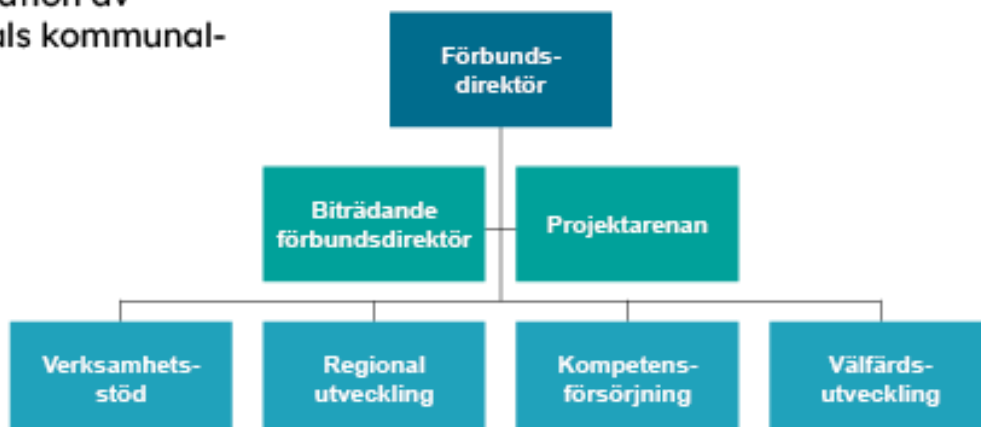 als kommunal-
Förbunds-
direktör
Biträdande
förbundsdirektör
Projektarenan
Verksamhets-
stöd
Regional
utveckling
Kompetens-
försörjning
Välfärds-
utveckling